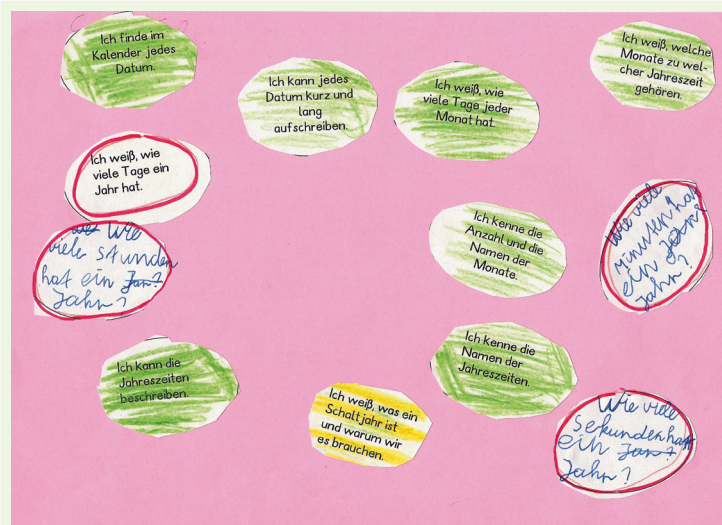 Ich finde im
Kalender jedes
Datum.
Ich kann jedes
Datum kurz und
lang
aufschreiben.
Ich weiß, wie
viele Tage jeder
Monat hat.
Ich weiß, welche
Monate zu wel-
cher Jahreszeit
gehören.
Ich weiß, wie
viele Tage ein
Jahr hat.
Wie
viele stunden
hat ein Jar?
Jahr?
Ich kenne die
Anzahl und die
Namen der
Monate.
Wie viele
minuten hat
ein Jar?
Jahr?
Ich kann die
Jahreszeiten
beschreiben.
Ich weiß, was ein
Schaltjahr ist
und warum wir
es brauchen.
Ich kenne die
Namen der
Jahreszeiten.
Wie viele
Sekunden hat
ein Jar?
Jahr?